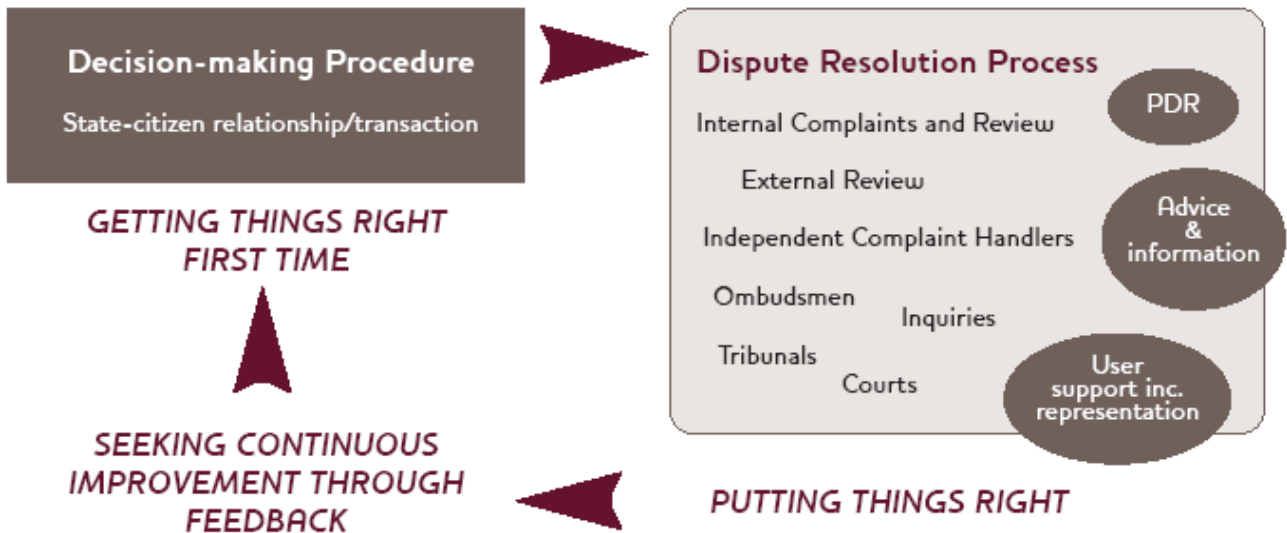 Decision-making Procedure
State-citizen relationship/transaction
GETTING THINGS RIGHT
FIRST TIME
Dispute Resolution Process
PDR
Internal Complaints and Review
External Review
Advice
&
information
Independent Complaint Handlers
Ombudsmen
Inquiries
Tribunals
Courts
User
support inc.
representation
PUTTING THINGS RIGHT
SEEKING CONTINUOUS
IMPROVEMENT THROUGH
FEEDBACK